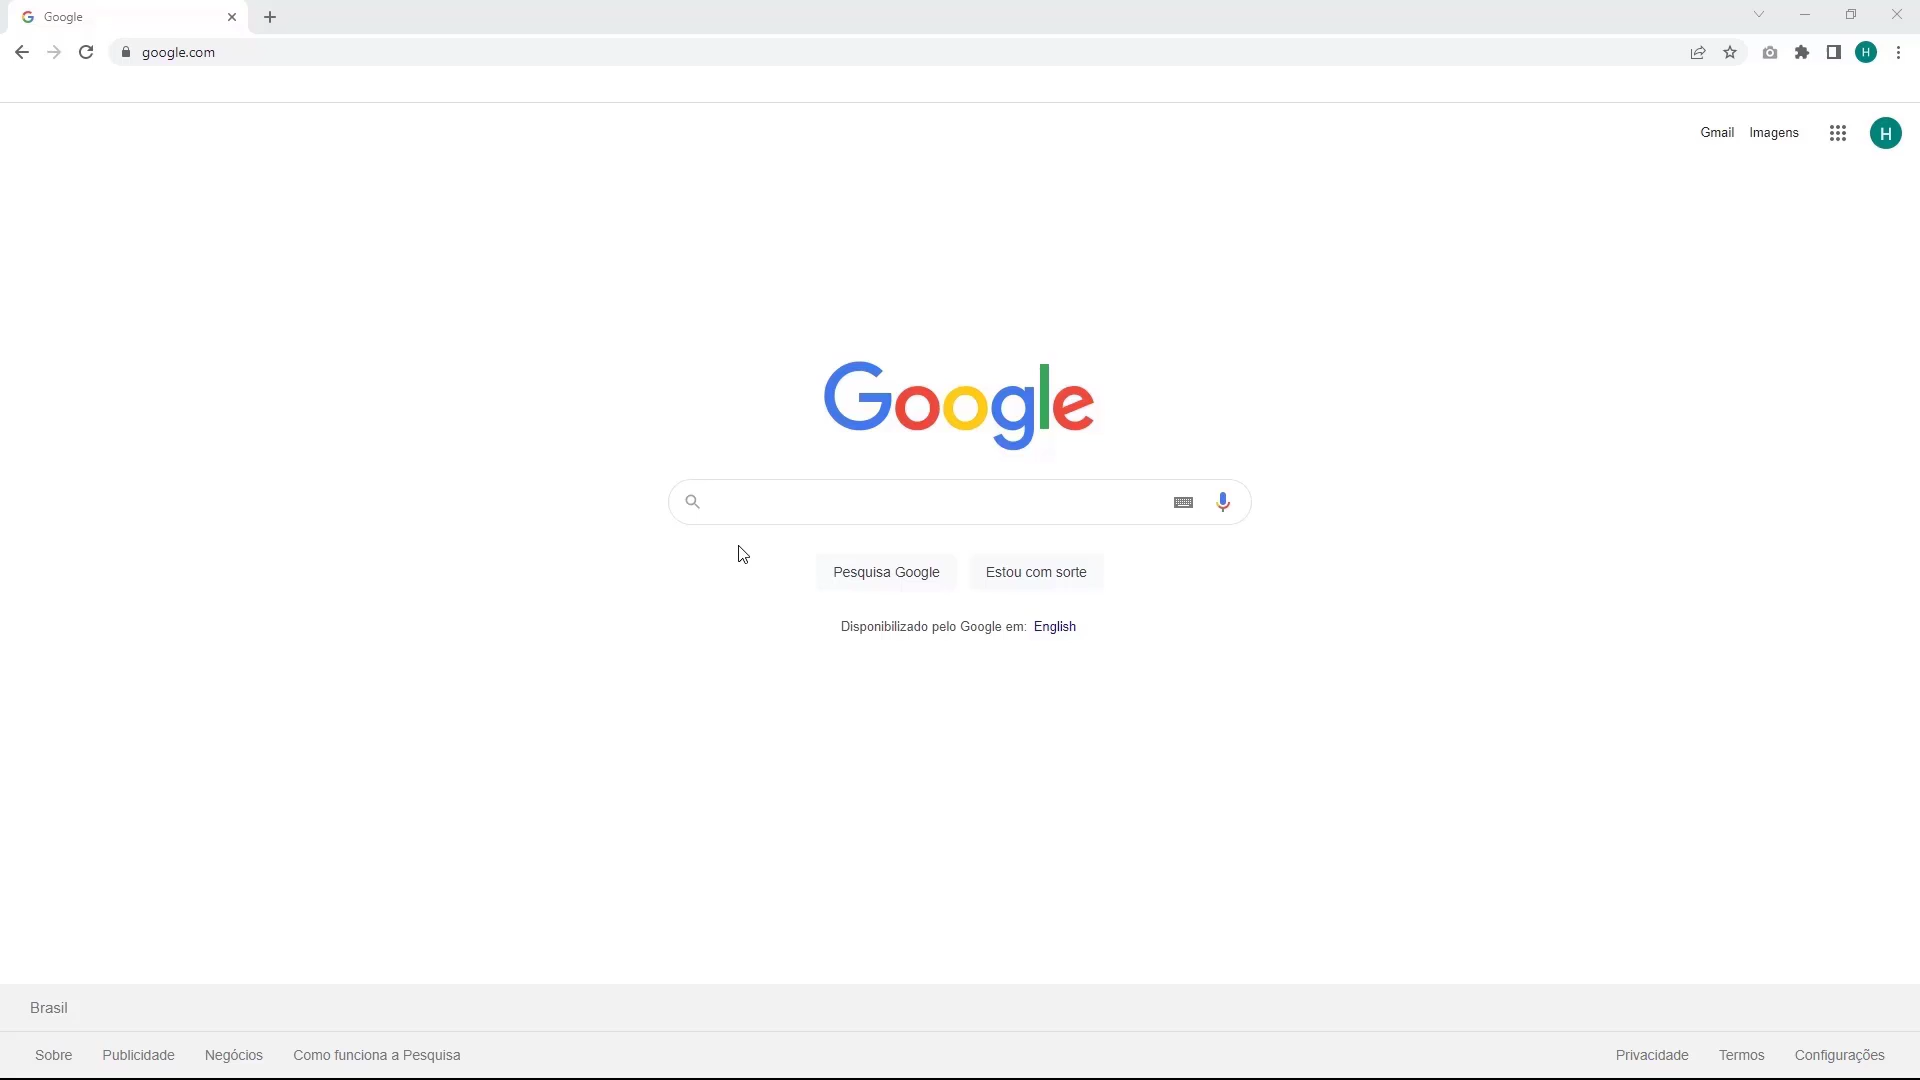 Google
google.com
Gmail Imagens
H
H
Google
Pesquisa Google Estou com sorte
Disponibilizado pelo Google em: English
Brasil
Sobre Publicidade Negócios Como funciona a Pesquisa Privacidade Termos Configurações